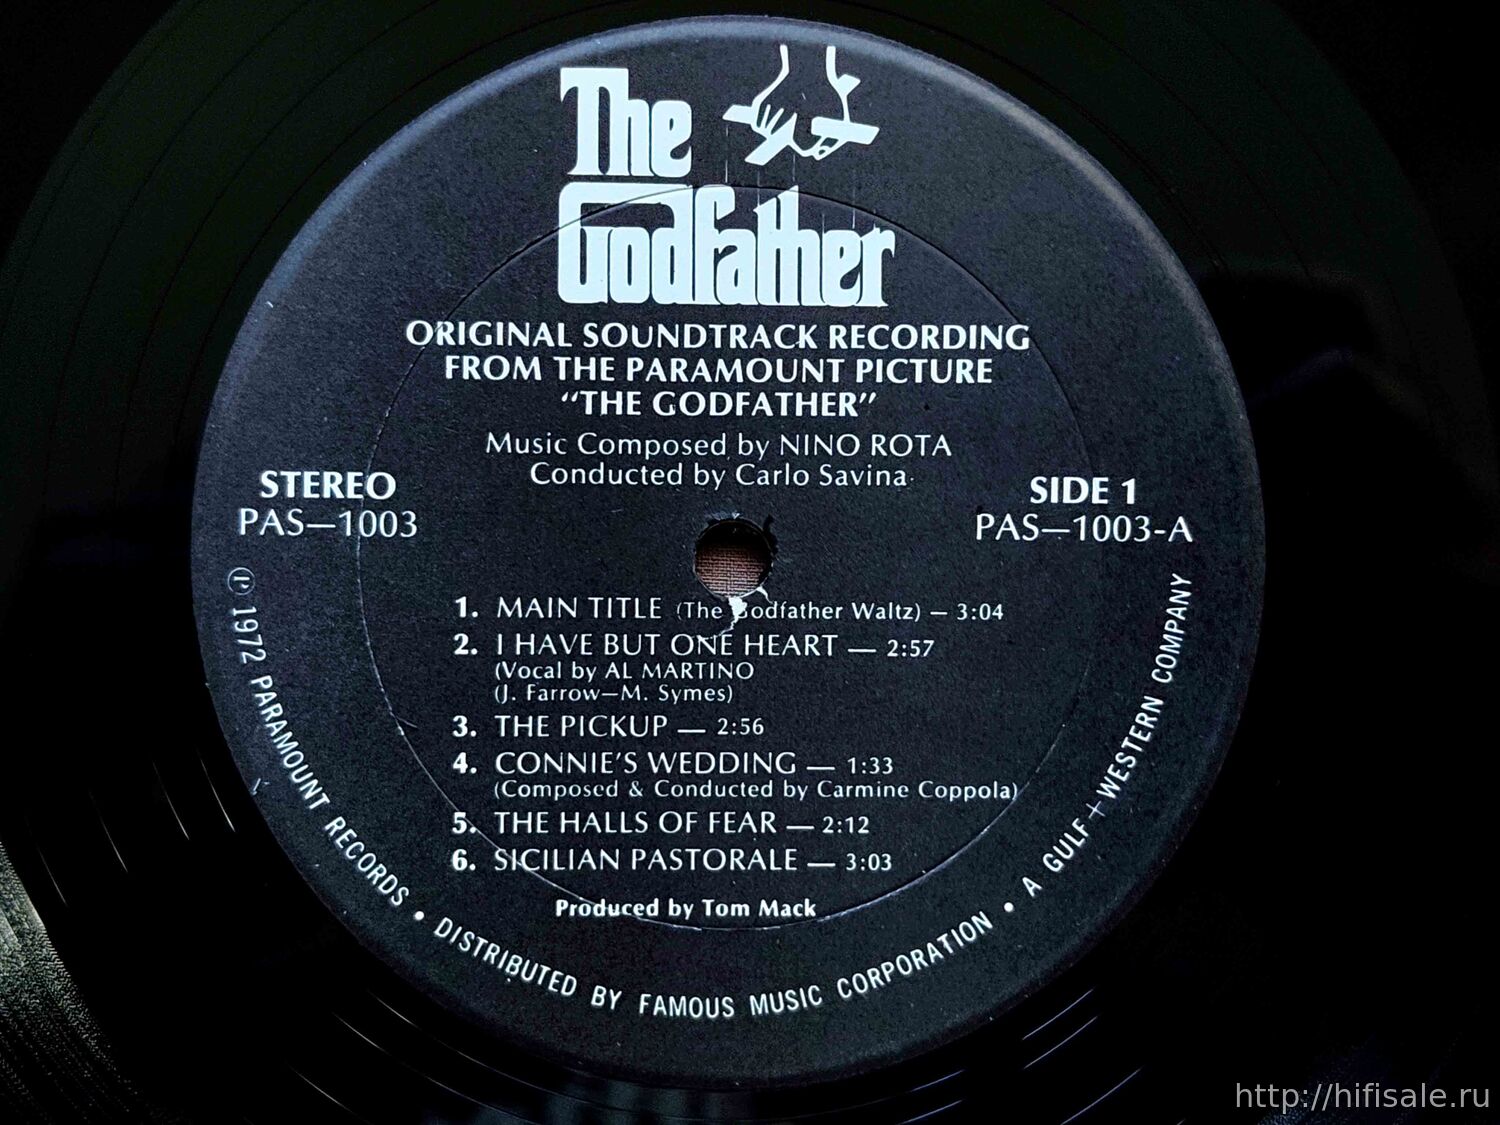 The
Godfather
ORIGINAL SOUNDTRACK RECORDING
FROM THE PARAMOUNT PICTURE
“THE GODFATHER”
Music Composed by NINO ROTA
Conducted by Carlo Savina
STEREO
PAS—1003
SIDE 1
PAS—1003-A
1. MAIN TITLE (The Godfather Waltz) — 3:04
2. I HAVE BUT ONE HEART — 2:57
(Vocal by AL MARTINO
(J. Farrow—M. Symes)
3. THE PICKUP — 2:56
4. CONNIE’S WEDDING — 1:33
(Composed & Conducted by Carmine Coppola)
5. THE HALLS OF FEAR — 2:12
6. SICILIAN PASTORALE — 3:03
Produced by Tom Mack
Ⓟ 1972 PARAMOUNT RECORDS • DISTRIBUTED BY FAMOUS MUSIC CORPORATION • A GULF + WESTERN COMPANY
http://hifisale.ru